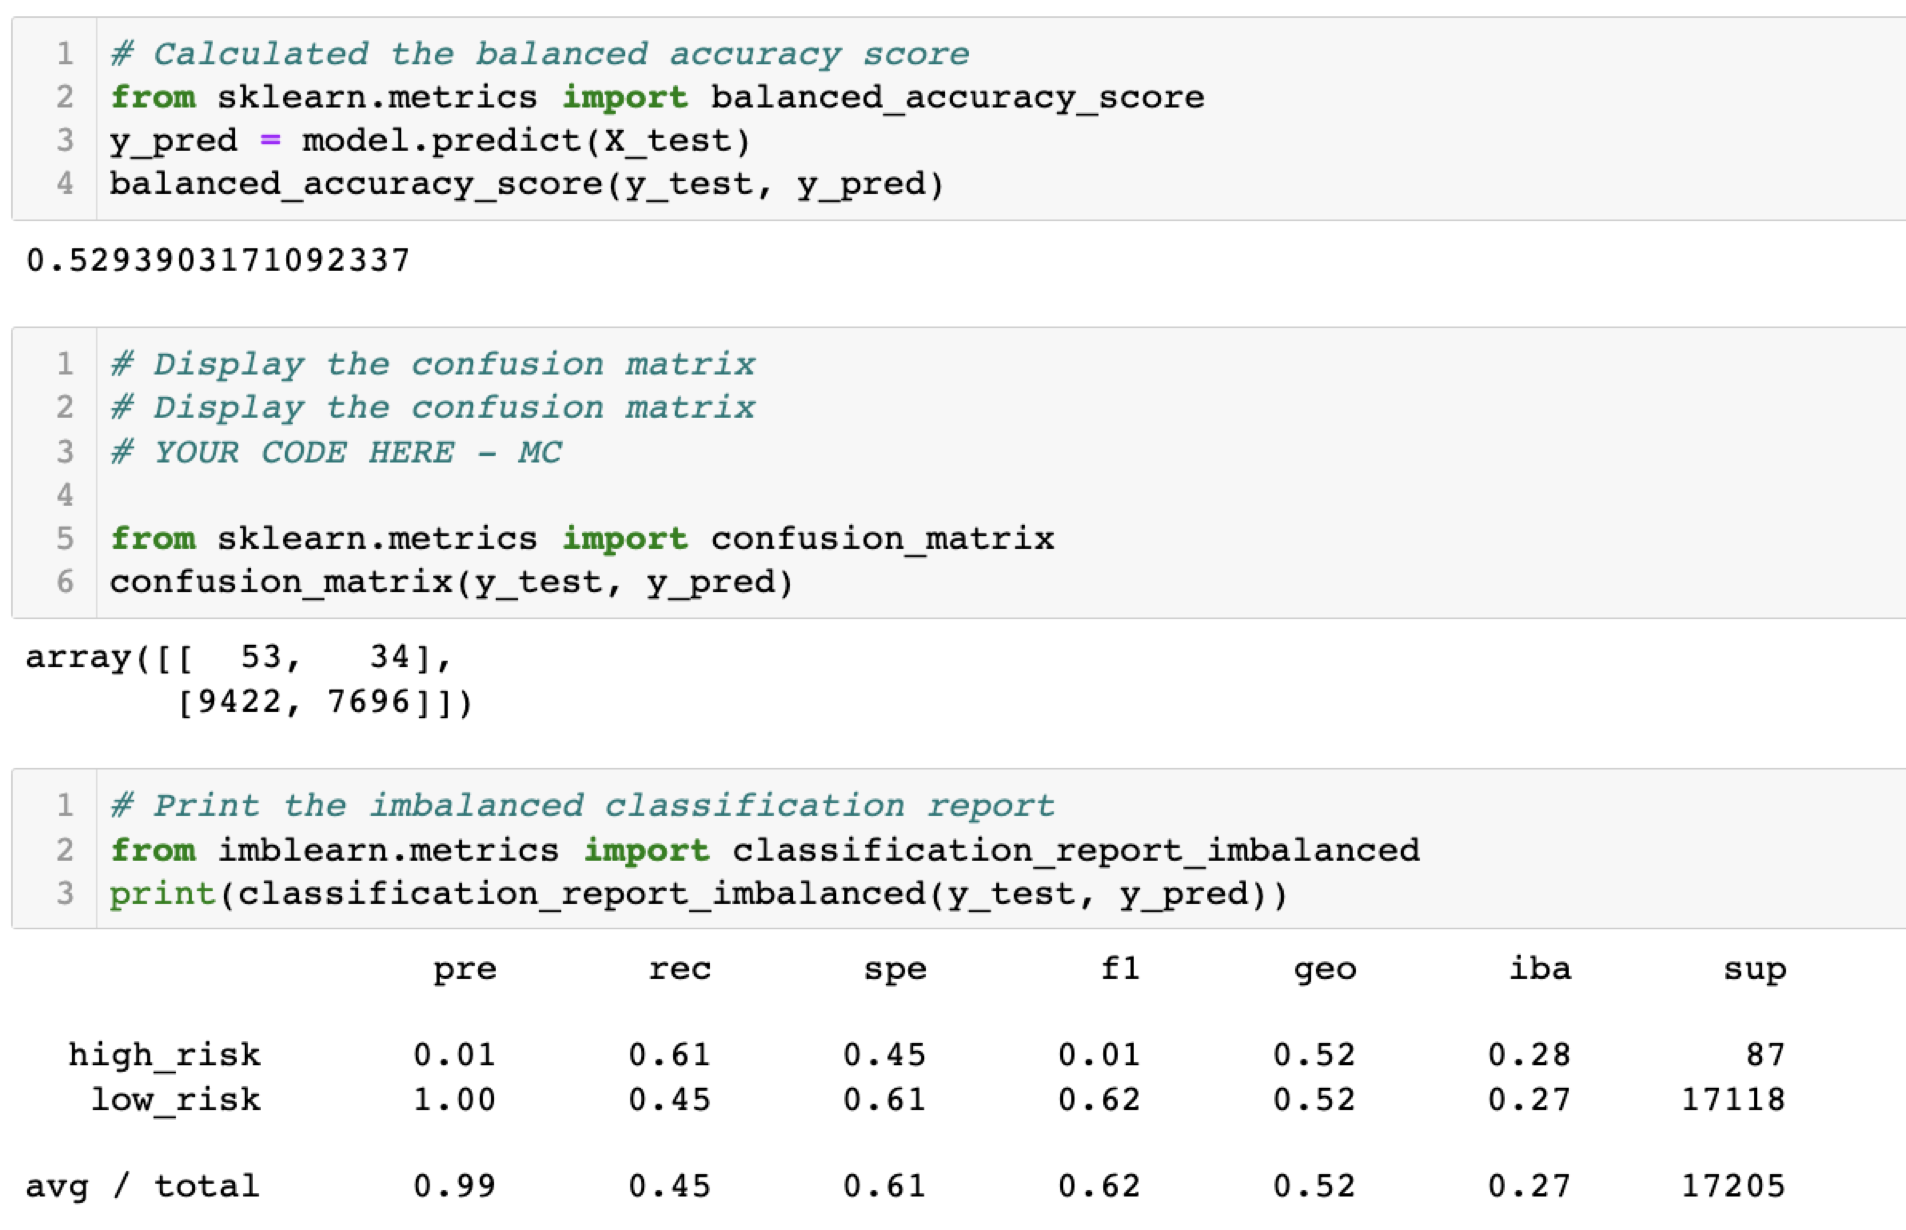 1 # Calculated the balanced accuracy score
2 from sklearn.metrics import balanced_accuracy_score
3 y_pred = model.predict(X_test)
4 balanced_accuracy_score(y_test, y_pred)
0.5293903171092337
1 # Display the confusion matrix
2 # Display the confusion matrix
3 # YOUR CODE HERE - MC
4
5 from sklearn.metrics import confusion_matrix
6 confusion_matrix(y_test, y_pred)
array([[  53,   34],
       [9422, 7696]])
1 # Print the imbalanced classification report
2 from imblearn.metrics import classification_report_imbalanced
3 print(classification_report_imbalanced(y_test, y_pred))
pre rec spe f1 geo iba sup
high_risk 0.01 0.61 0.45 0.01 0.52 0.28 87
low_risk 1.00 0.45 0.61 0.62 0.52 0.27 17118
avg / total 0.99 0.45 0.61 0.62 0.52 0.27 17205